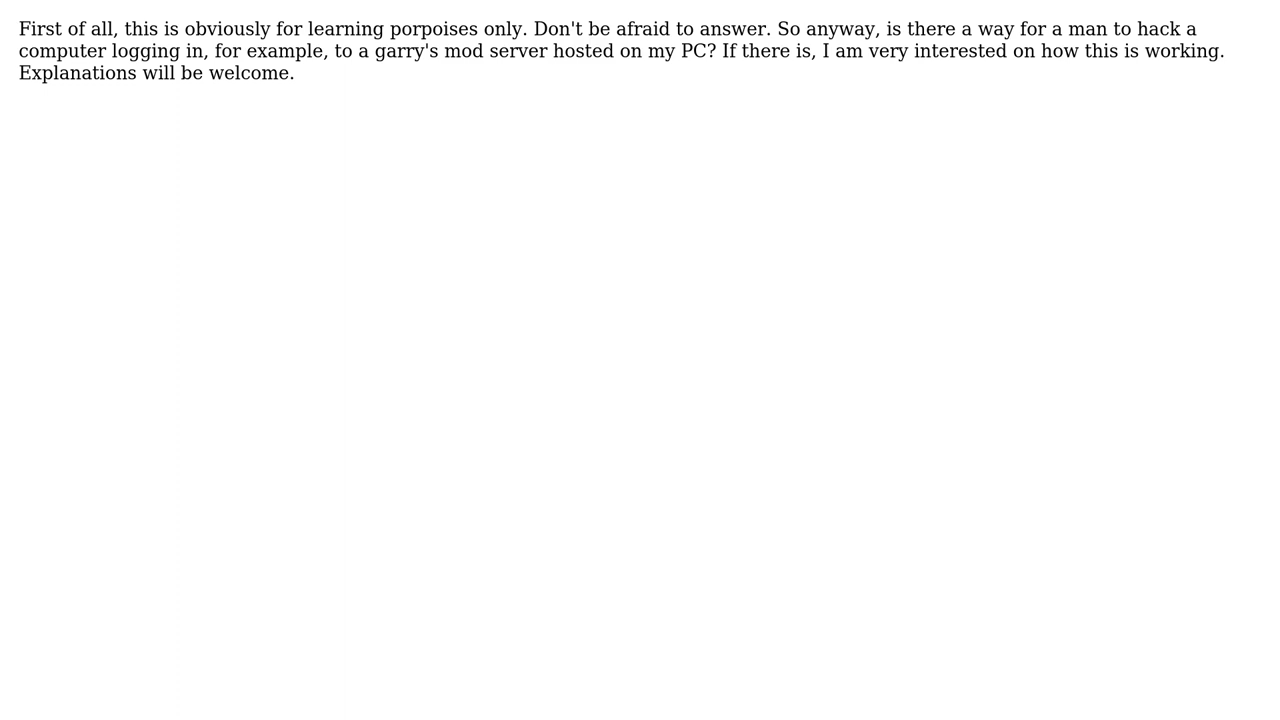 First of all, this is obviously for learning porpoises only. Don't be afraid to answer. So anyway, is there a way for a man to hack a
computer logging in, for example, to a garry's mod server hosted on my PC? If there is, I am very interested on how this is working.
Explanations will be welcome.